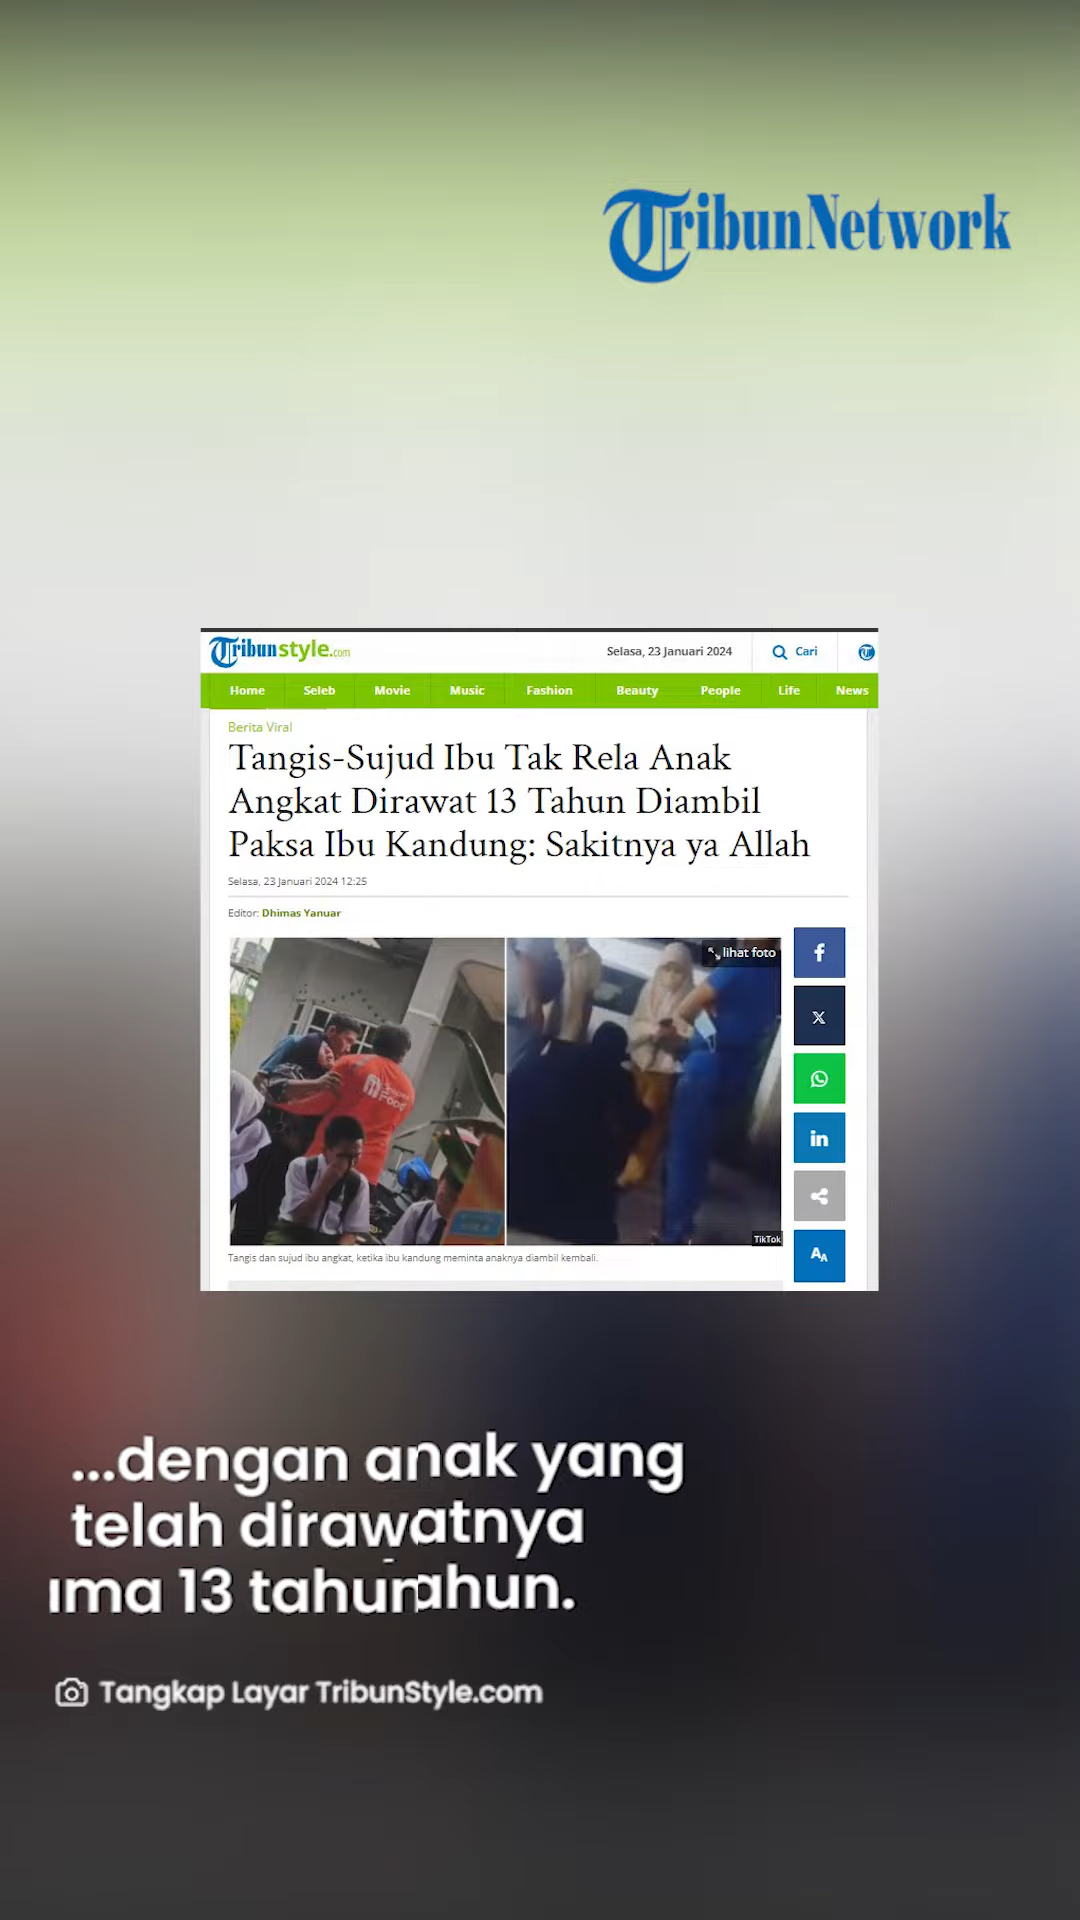 TribunNetwork
Tribunstyle.com
Selasa, 23 Januari 2024
Cari
Home Seleb Movie Music Fashion Beauty People Life News
Berita Viral
Tangis-Sujud Ibu Tak Rela Anak
Angkat Dirawat 13 Tahun Diambil
Paksa Ibu Kandung: Sakitnya ya Allah
Selasa, 23 Januari 2024 12:25
Editor: Dhimas Yanuar
lihat foto
Food
TikTok
Tangis dan sujud ibu angkat, ketika ibu kandung meminta anaknya diambil kembali.
...dengan anak yang
telah dirawatnya
13 tahun.
Tangkap Layar TribunStyle.com